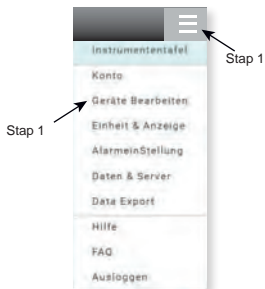 Instrumententafel
Stap 1
Konto
Geräte Bearbeiten
Stap 1
Einheit & Anzeige
AlarmeinStellung
Daten & Server
Data Export
Hilfe
FAQ
Ausloggen